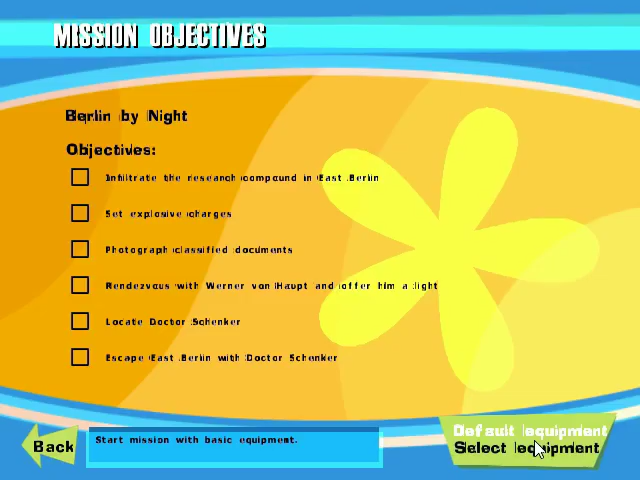 MISSION OBJECTIVES
Berlin by Night
Objectives:
Infiltrate the research compound in East Berlin
Set explosive charges
Photograph classified documents
Rendezvous with Werner von Haupt and offer him a light
Locate Doctor Schenker
Escape East Berlin with Doctor Schenker
Back
Start mission with basic equipment.
Default equipment
Select equipment